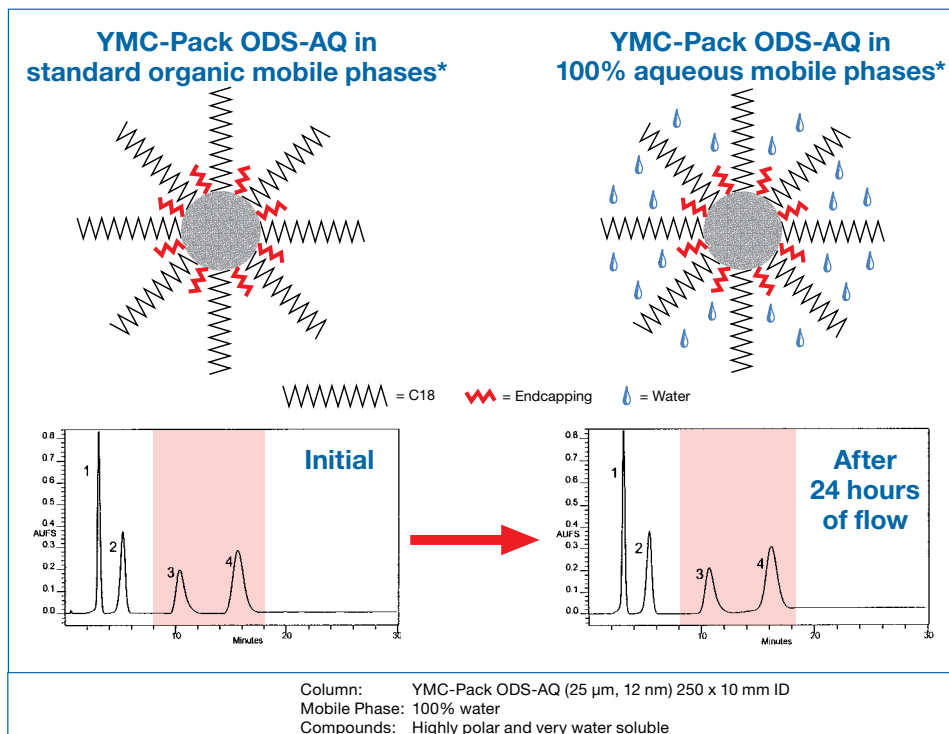 YMC-Pack ODS-AQ in
standard organic mobile phases*
YMC-Pack ODS-AQ in
100% aqueous mobile phases*
= C18
= Endcapping
= Water
0.8
0.7
0.6
0.5
0.4
AUFS
0.3
0.2
0.1
0.0
1
2
3
4
Initial
10
Minutes
20
30
0.8
0.7
0.6
0.5
0.4
AUFS
0.3
0.2
0.1
0.0
1
2
3
4
After
24 hours
of flow
10
Minutes
20
30
Column: YMC-Pack ODS-AQ (25 µm, 12 nm) 250 x 10 mm ID
Mobile Phase: 100% water
Compounds: Highly polar and very water soluble